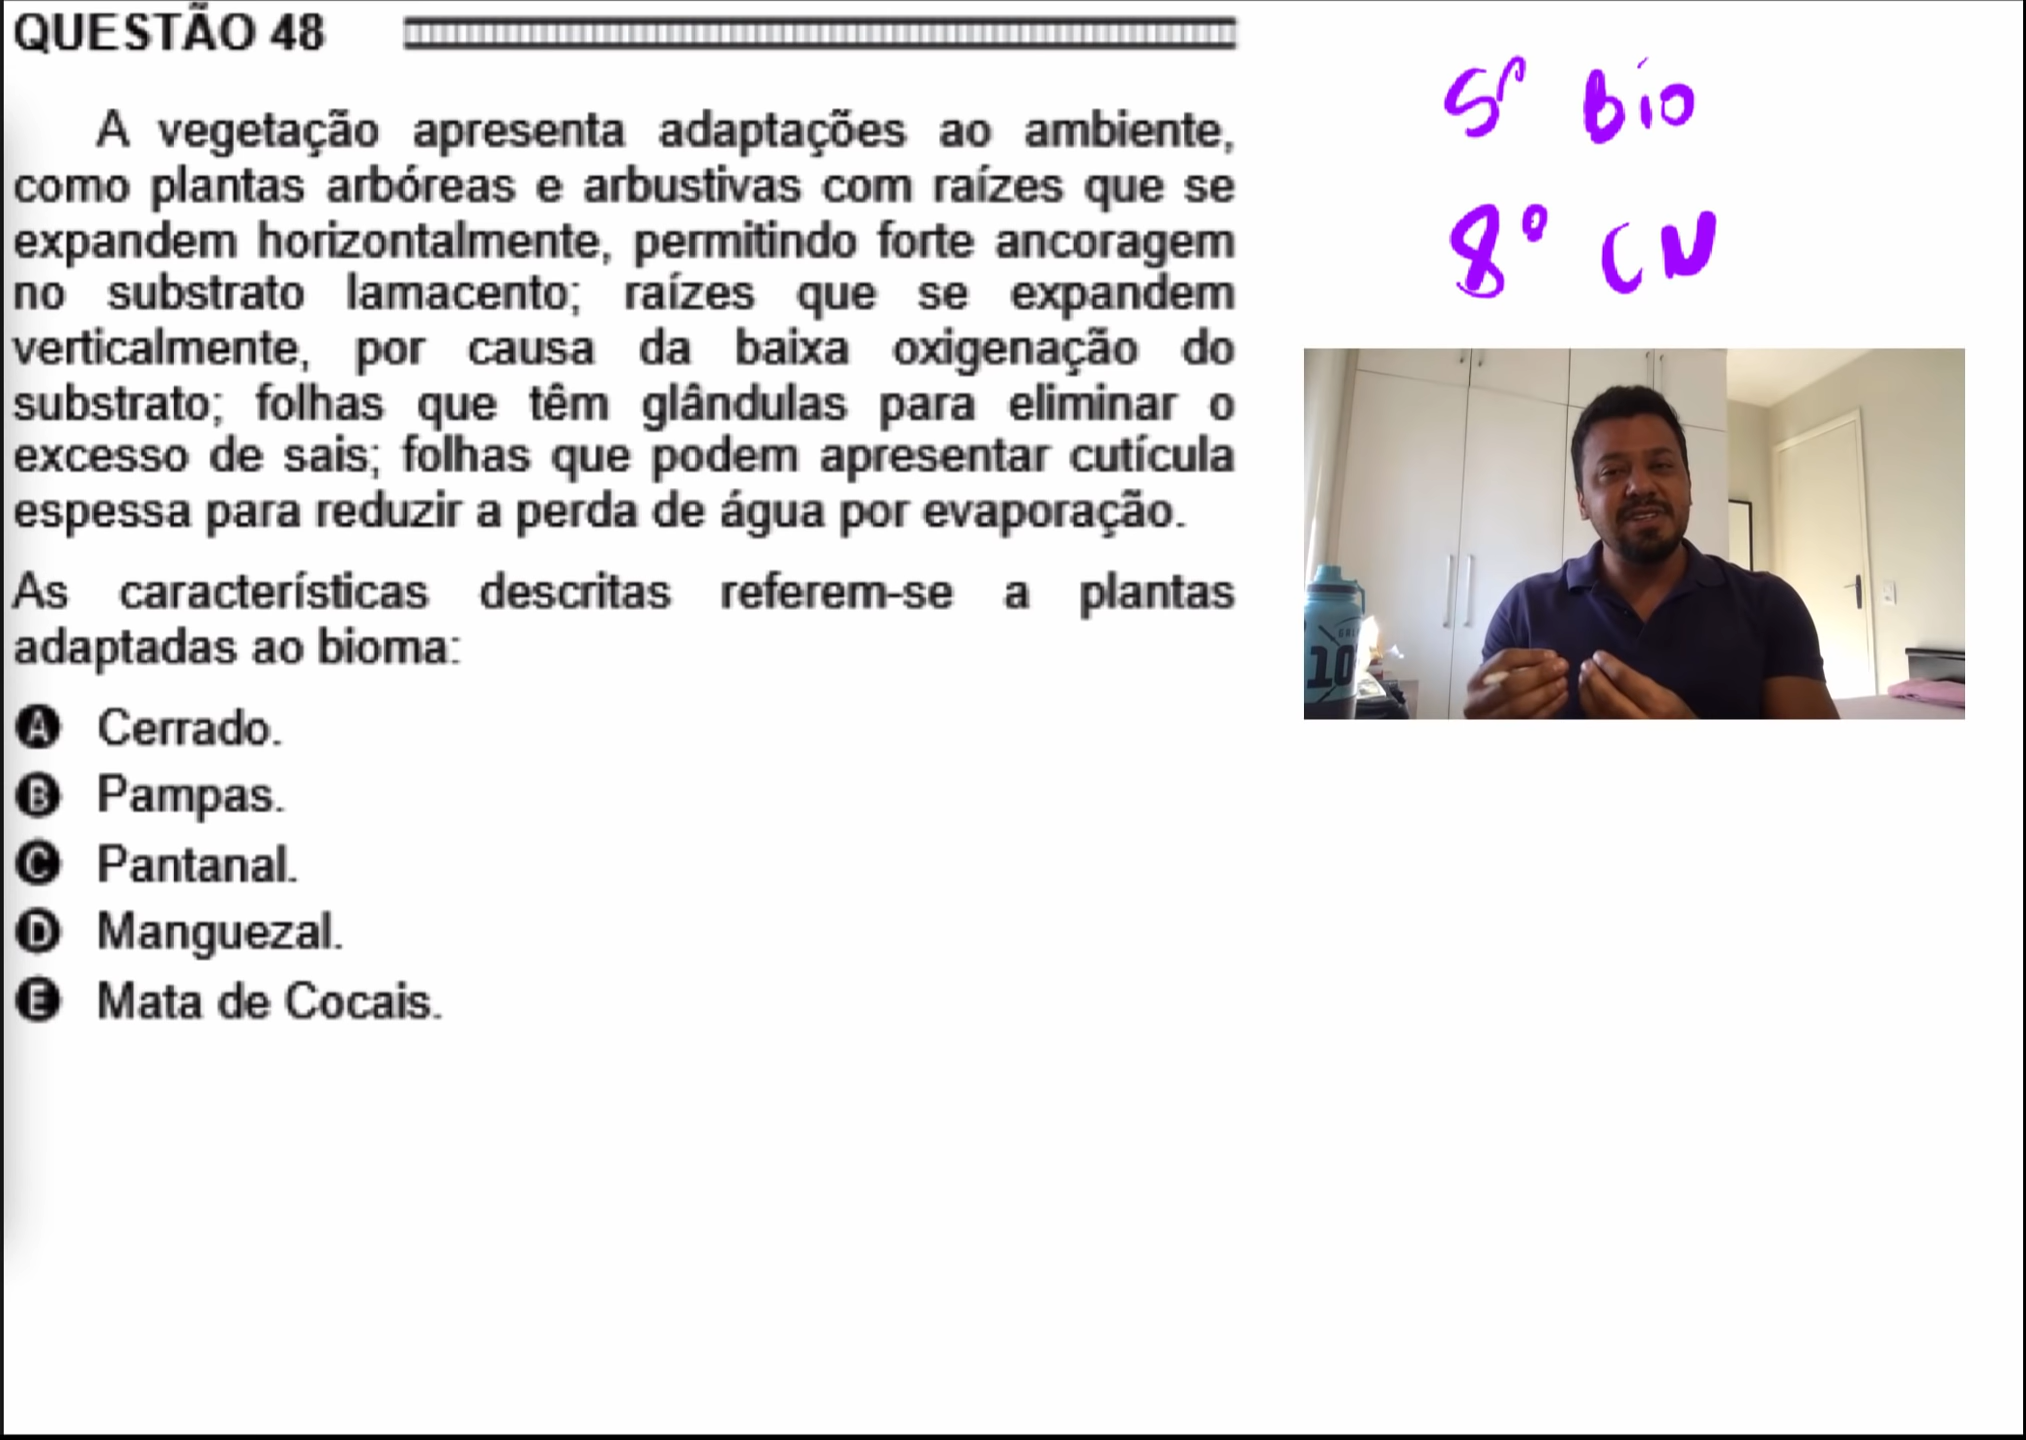 QUESTÃO 48
A vegetação apresenta adaptações ao ambiente,
como plantas arbóreas e arbustivas com raízes que se
expandem horizontalmente, permitindo forte ancoragem
no substrato lamacento; raízes que se expandem
verticalmente, por causa da baixa oxigenação do
substrato; folhas que têm glândulas para eliminar o
excesso de sais; folhas que podem apresentar cutícula
espessa para reduzir a perda de água por evaporação.
As características descritas referem-se a plantas
adaptadas ao bioma:
A Cerrado.
B Pampas.
C Pantanal.
D Manguezal.
E Mata de Cocais.
Bio
8º CN
10